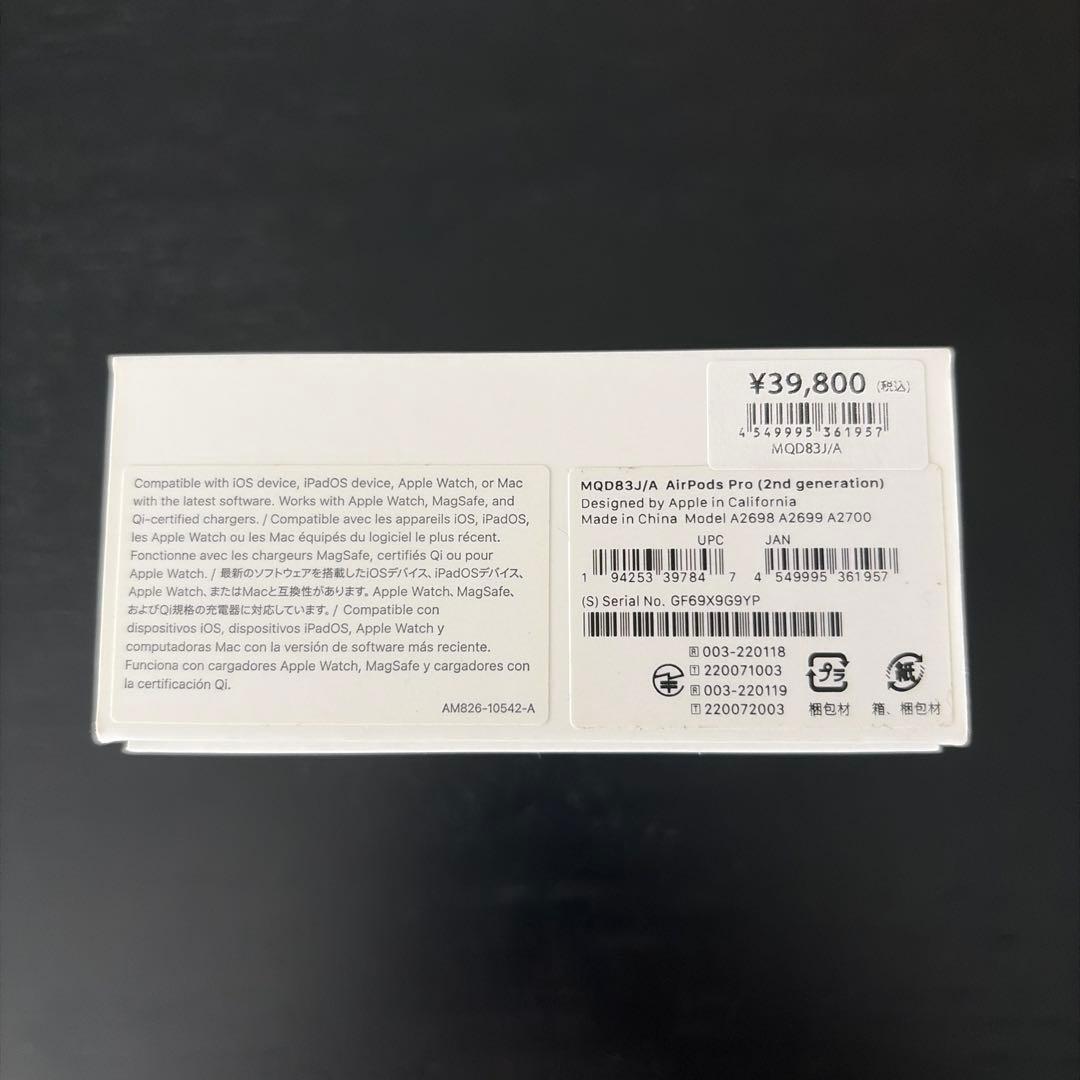 ¥39,800 (税込)
4 549995 361957
MQD83J/A
Compatible with iOS device, iPadOS device, Apple Watch, or Mac
with the latest software. Works with Apple Watch, MagSafe, and
Qi-certified chargers. / Compatible avec les appareils iOS, iPadOS,
les Apple Watch ou les Mac équipés du logiciel le plus récent.
Fonctionne avec les chargeurs MagSafe, certifiés Qi ou pour
Apple Watch. / 最新のソフトウェアを搭載したiOSデバイス、iPadOSデバイス、
Apple Watch、またはMacと互換性があります。Apple Watch、MagSafe、
およびQi規格の充電器に対応しています。/ Compatible con
dispositivos iOS, dispositivos iPadOS, Apple Watch y
computadoras Mac con la versión de software más reciente.
Funciona con cargadores Apple Watch, MagSafe y cargadores con
la certificación Qi.
AM826-10542-A
MQD83J/A AirPods Pro (2nd generation)
Designed by Apple in California
Made in China Model A2698 A2699 A2700
UPC JAN
1 94253 39784 7 4 549995 361957
(S) Serial No. GF69X9G9YP
R 003-220118
T 220071003
R 003-220119
T 220072003
プラ
梱包材
紙
箱、梱包材